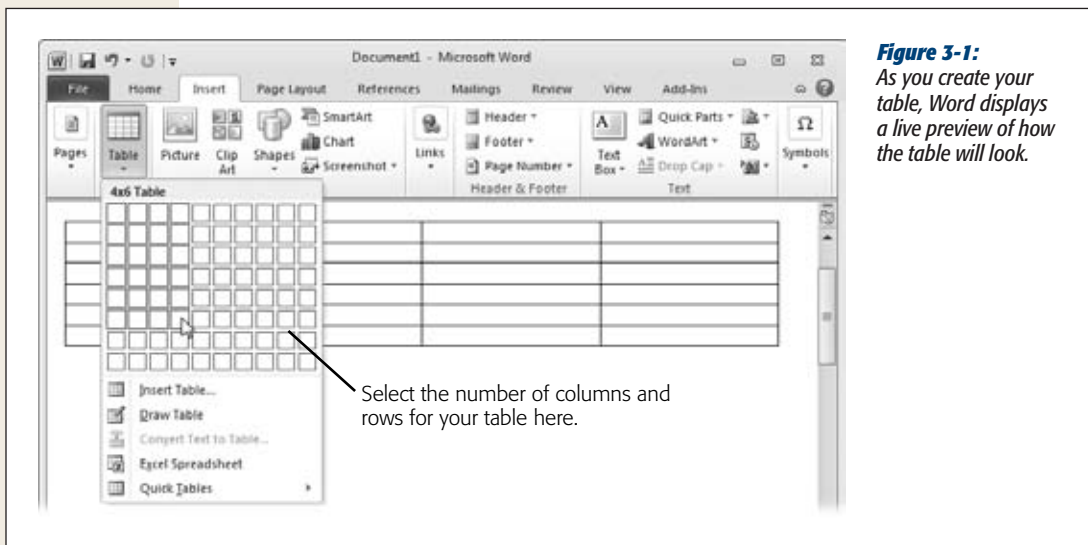 Document1 - Microsoft Word
File Home Insert Page Layout References Mailings Review View Add-Ins
Pages
Table
Picture
Clip
Art
Shapes
SmartArt
Chart
Screenshot
Links
Header
Footer
Page Number
Header & Footer
A
Text
Box
Quick Parts
WordArt
Drop Cap
Text
Ω
Symbols
4x6 Table
Insert Table...
Draw Table
Convert Text to Table...
Excel Spreadsheet
Quick Tables
Select the number of columns and
rows for your table here.
Figure 3-1:
As you create your
table, Word displays
a live preview of how
the table will look.